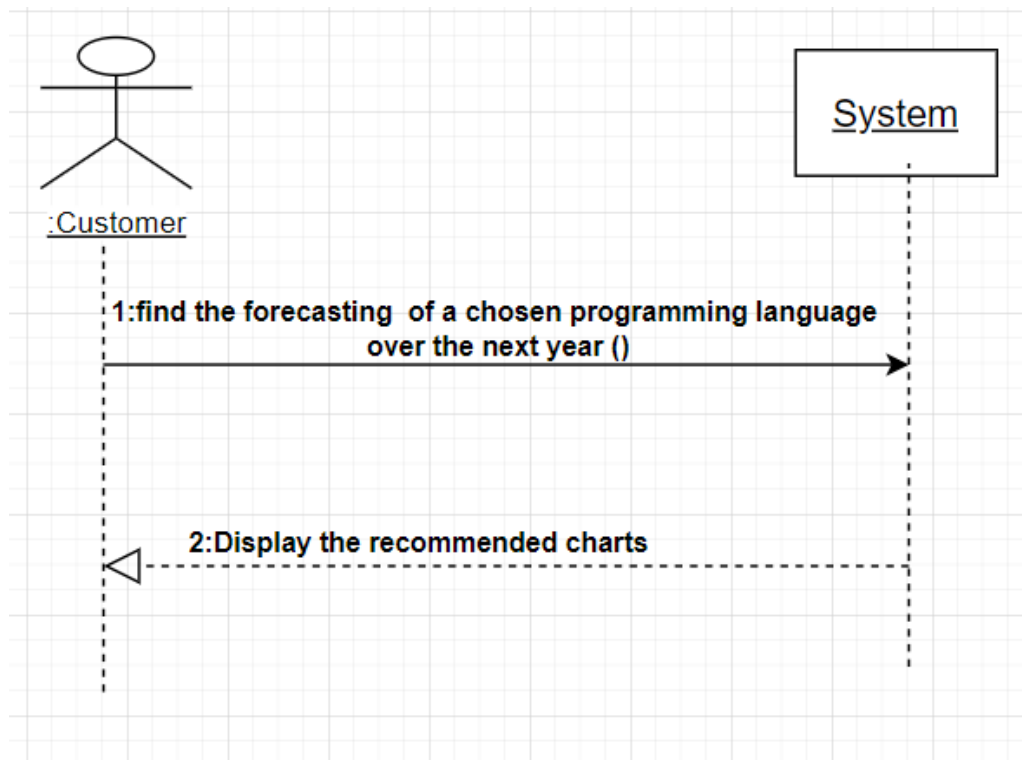 System
:Customer
1:find the forecasting  of a chosen programming language
over the next year ()
2:Display the recommended charts